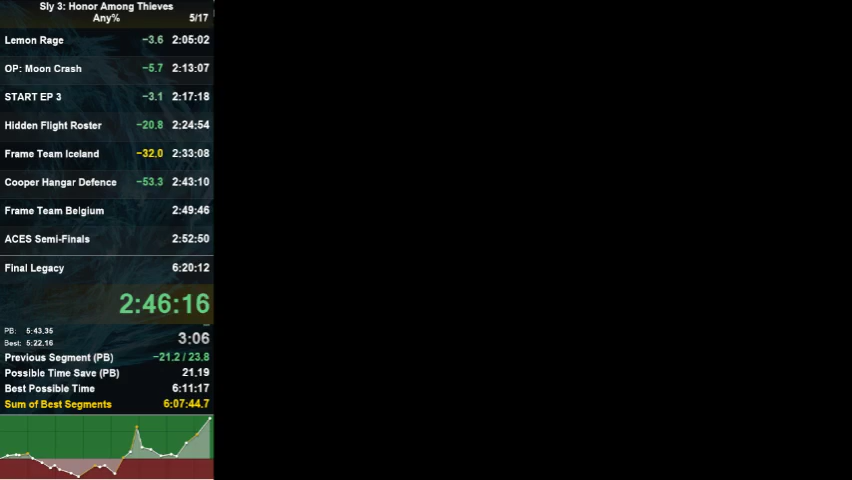 Sly 3: Honor Among Thieves
Any% 5/17
Lemon Rage −3.6 2:05:02
OP: Moon Crash −5.7 2:13:07
START EP 3 −3.1 2:17:18
Hidden Flight Roster −20.8 2:24:54
Frame Team Iceland −32.0 2:33:08
Cooper Hangar Defence −53.3 2:43:10
Frame Team Belgium 2:49:46
ACES Semi-Finals 2:52:50
Final Legacy 6:20:12
2:46:16
PB: 5:43.35
Best: 5:22.16
3:06
Previous Segment (PB) −21.2 / 23.8
Possible Time Save (PB) 21.19
Best Possible Time 6:11:17
Sum of Best Segments 6:07:44.7